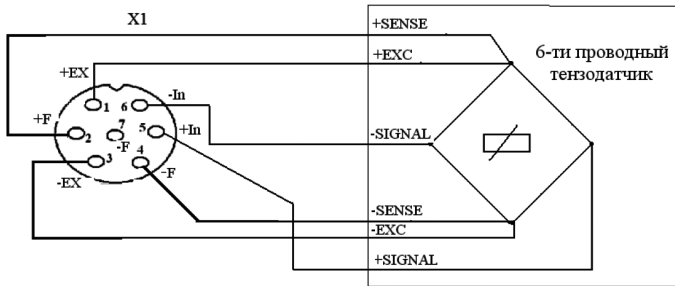 X1
+SENSE
+EXC
6-ти проводный
тензодатчик
+EX
-In
1
6
+F
2
7
5
+In
-F
3
4
-EX
-F
-SIGNAL
-SENSE
-EXC
+SIGNAL